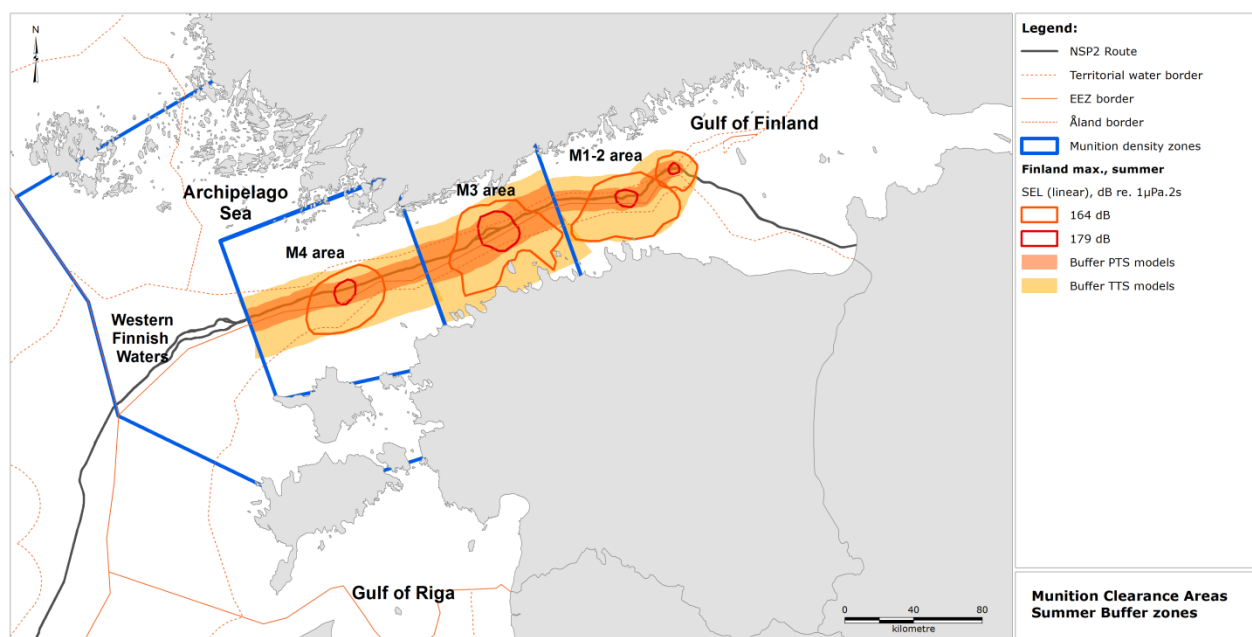 N
Gulf of Finland
M1-2 area
M3 area
Archipelago
Sea
M4 area
Western
Finnish
Waters
Gulf of Riga
0 40 80
kilometre
Legend:
NSP2 Route
Territorial water border
EEZ border
Åland border
Munition density zones
Finland max., summer
SEL (linear), dB re. 1µPa.2s
164 dB
179 dB
Buffer PTS models
Buffer TTS models
Munition Clearance Areas
Summer Buffer zones